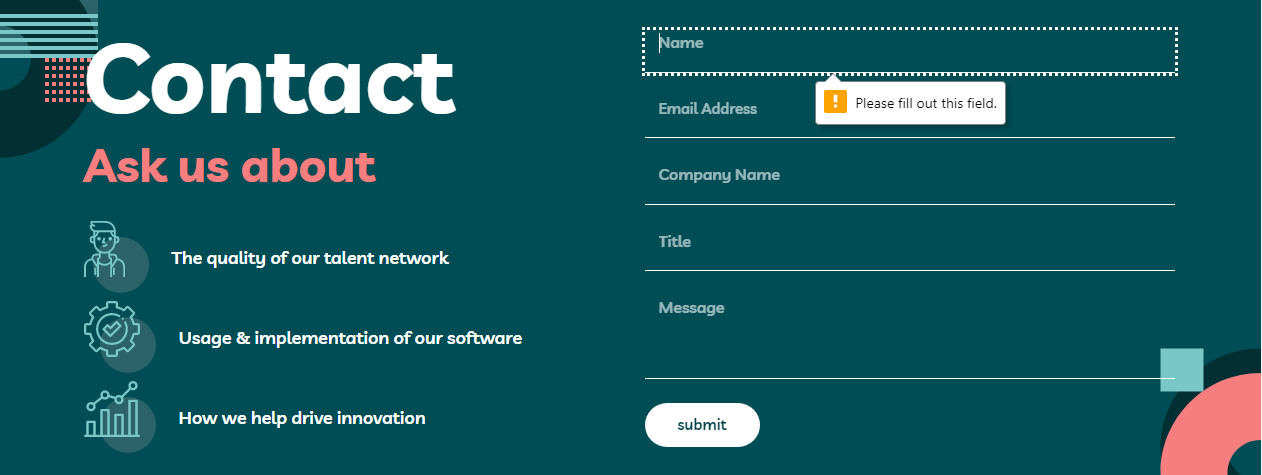 Contact
Ask us about
The quality of our talent network
Usage & implementation of our software
How we help drive innovation
Name
Please fill out this field.
Email Address
Company Name
Title
Message
submit